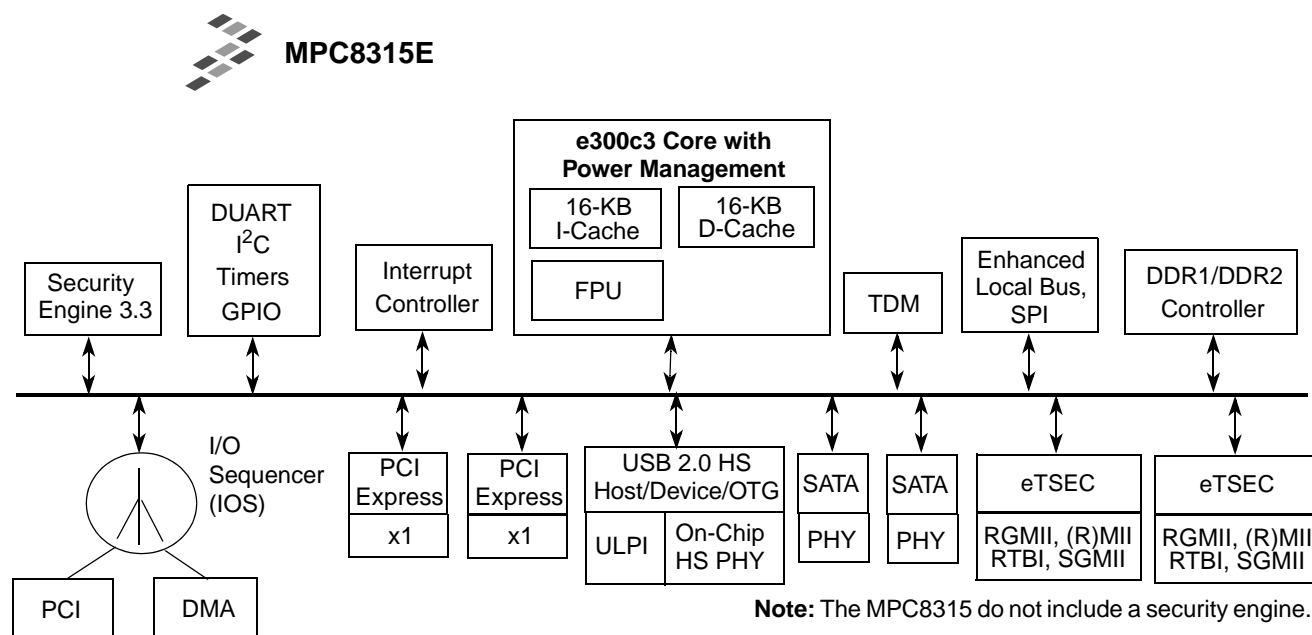 MPC8315E
e300c3 Core with
Power Management
16-KB
I-Cache
16-KB
D-Cache
FPU
Security
Engine 3.3
DUART
I²C
Timers
GPIO
Interrupt
Controller
TDM
Enhanced
Local Bus,
SPI
DDR1/DDR2
Controller
I/O
Sequencer
(IOS)
PCI
DMA
PCI
Express
x1
PCI
Express
x1
USB 2.0 HS
Host/Device/OTG
ULPI
On-Chip
HS PHY
SATA
PHY
SATA
PHY
eTSEC
RGMII, (R)MII
RTBI, SGMII
eTSEC
RGMII, (R)MII
RTBI, SGMII
Note: The MPC8315 do not include a security engine.